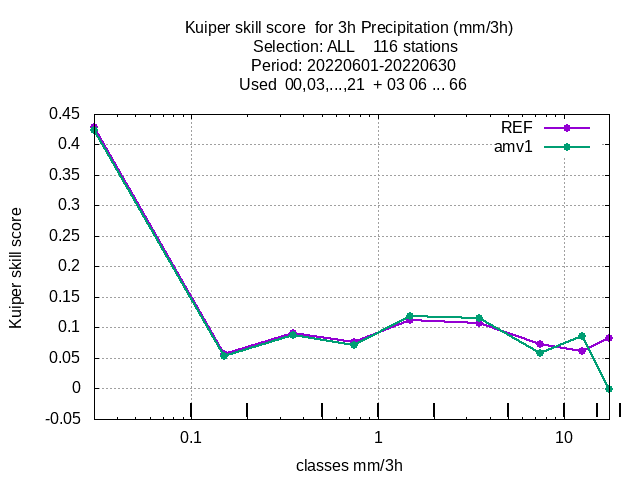 Kuiper skill score  for 3h Precipitation (mm/3h)
Selection: ALL    116 stations
Period: 20220601-20220630
Used  00,03,...,21  + 03 06 ... 66
REF
amv1
0.45
0.4
0.35
0.3
0.25
0.2
0.15
0.1
0.05
0
-0.05
Kuiper skill score
0.1 1 10
classes mm/3h